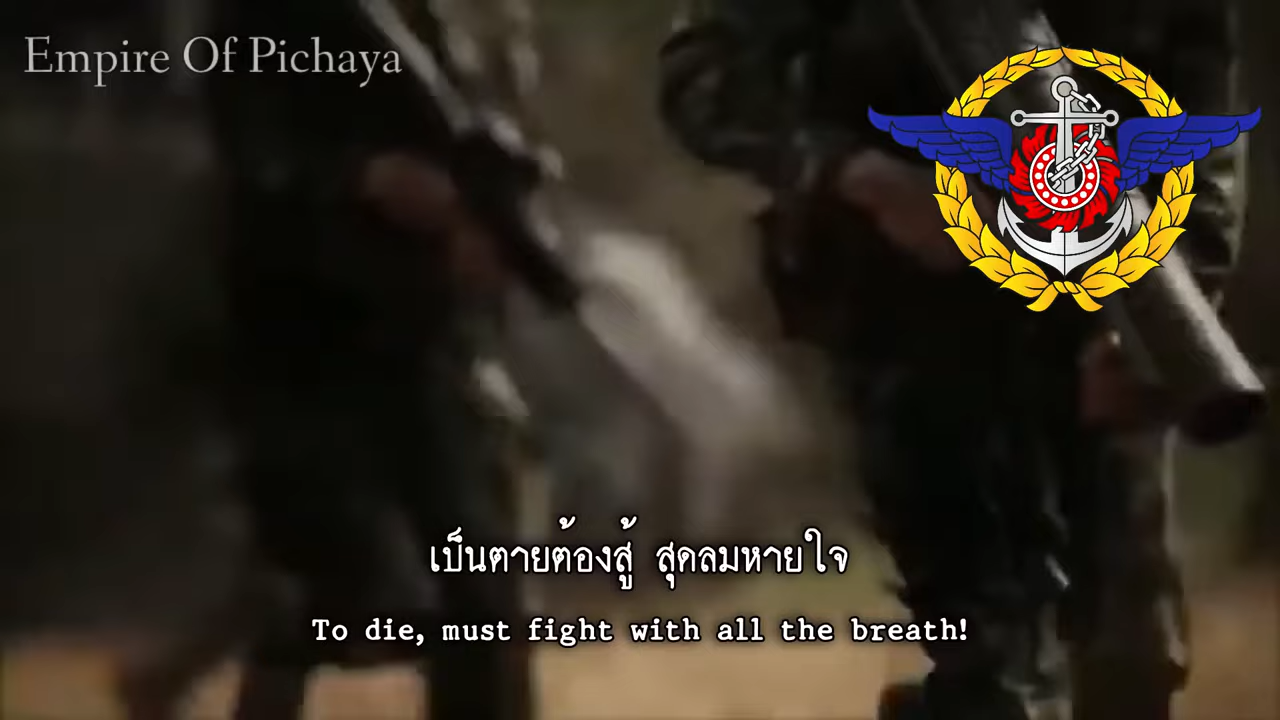 Empire Of Pichaya
เป็นตายต้องสู้ สุดลมหายใจ
To die, must fight with all the breath!